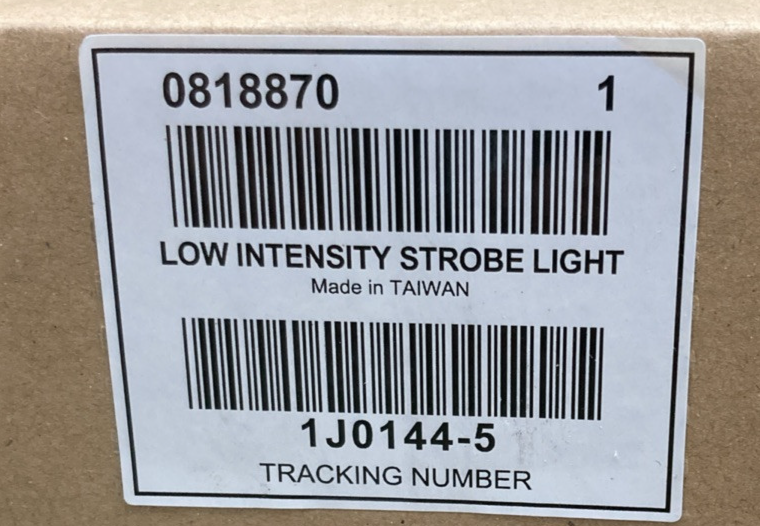 0818870 1
LOW INTENSITY STROBE LIGHT
Made in TAIWAN
1J0144-5
TRACKING NUMBER